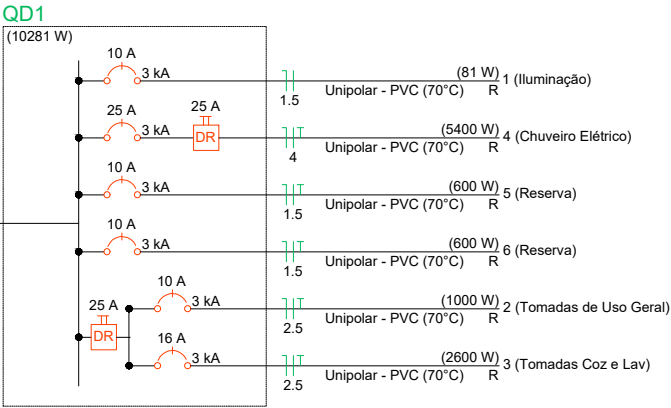 QD1
(10281 W)
10 A
3 kA
1.5
(81 W)
Unipolar - PVC (70°C)
R
1 (Iluminação)
25 A
3 kA
25 A
DR
4
(5400 W)
Unipolar - PVC (70°C)
R
4 (Chuveiro Elétrico)
10 A
3 kA
1.5
(600 W)
Unipolar - PVC (70°C)
R
5 (Reserva)
10 A
3 kA
1.5
(600 W)
Unipolar - PVC (70°C)
R
6 (Reserva)
25 A
DR
10 A
3 kA
2.5
(1000 W)
Unipolar - PVC (70°C)
R
2 (Tomadas de Uso Geral)
16 A
3 kA
2.5
(2600 W)
Unipolar - PVC (70°C)
R
3 (Tomadas Coz e Lav)